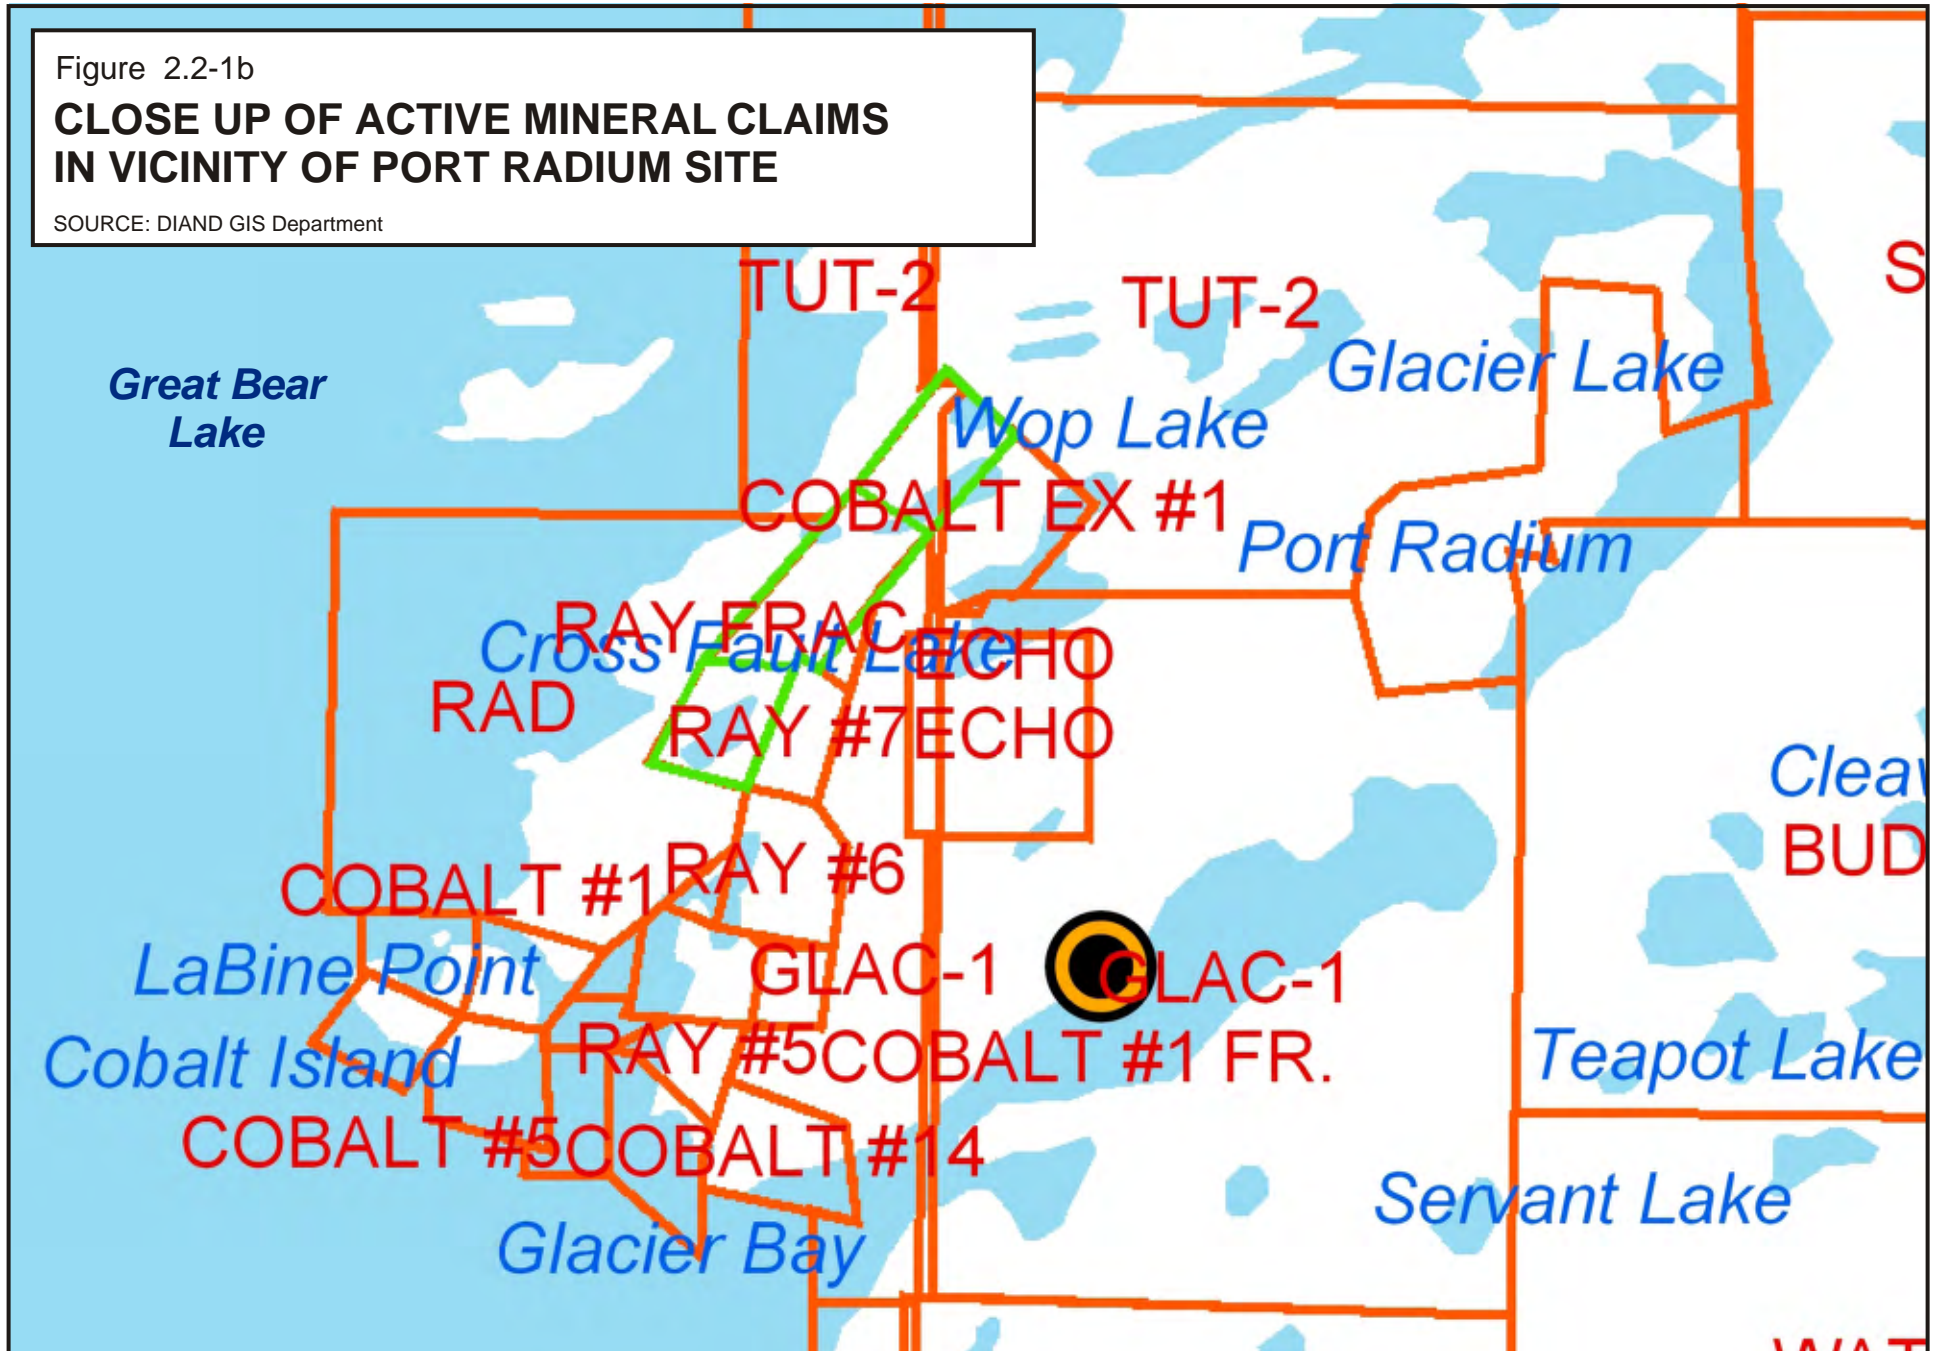 Figure 2.2-1b
CLOSE UP OF ACTIVE MINERAL CLAIMS
IN VICINITY OF PORT RADIUM SITE
SOURCE: DIAND GIS Department
TUT-2
TUT-2
S
Glacier Lake
Great Bear
Lake
Wop Lake
COBALT EX #1
Port Radium
RAY FRAC
Cross Fault Lake
ECHO
RAD
RAY #7
ECHO
Clea
BUD
COBALT #1
RAY #6
LaBine Point
GLAC-1
GLAC-1
Cobalt Island
RAY #5
COBALT #1 FR.
Teapot Lake
COBALT #5
COBALT #14
Servant Lake
Glacier Bay